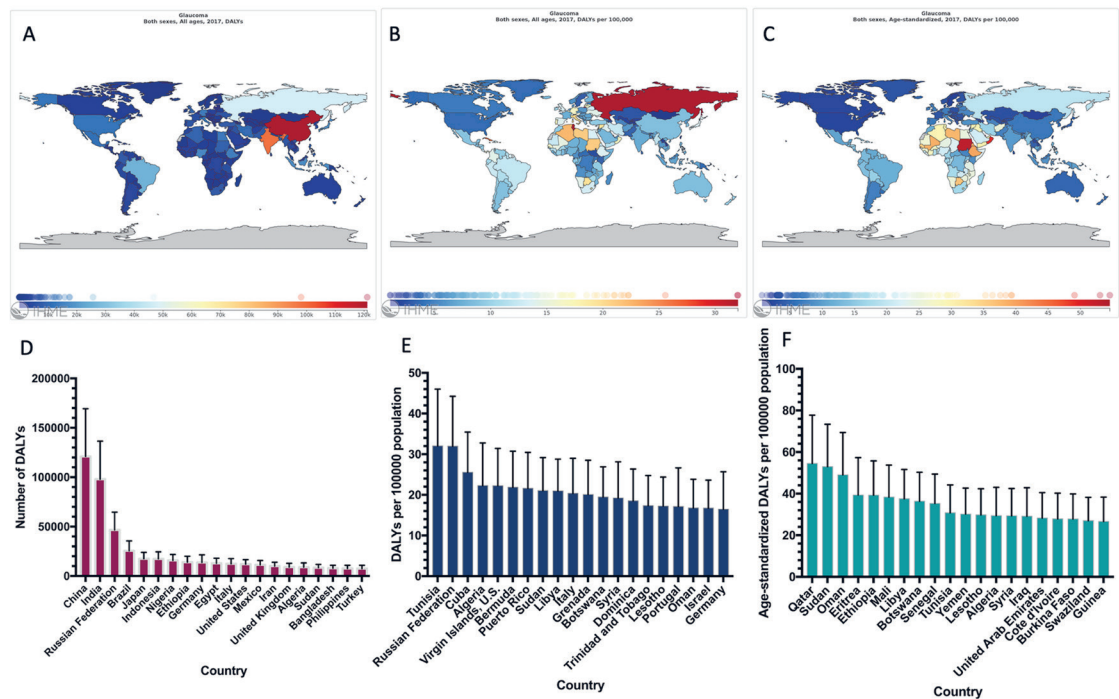 A
Glaucoma
Both sexes, All ages, 2017, DALYs
10k 20k 30k 40k 50k 60k 70k 80k 90k 100k 110k 120k
IHME
B
Glaucoma
Both sexes, All ages, 2017, DALYs per 100,000
5 10 15 20 25 30
IHME
C
Glaucoma
Both sexes, Age-standardized, 2017, DALYs per 100,000
5 10 15 20 25 30 35 40 45 50
IHME
D
Number of DALYs
200000
150000
100000
50000
0
China
India
Russian Federation
Brazil
Japan
Indonesia
Nigeria
Ethiopia
Germany
Egypt
Italy
United States
Mexico
Iran
United Kingdom
Algeria
Sudan
Bangladesh
Philippines
Turkey
Country
E
DALYs per 100000 population
50
40
30
20
10
0
Tunisia
Russian Federation
Cuba
Algeria
Virgin Islands, U.S.
Bermuda
Puerto Rico
Sudan
Libya
Italy
Grenada
Botswana
Syria
Dominica
Trinidad and Tobago
Lesotho
Portugal
Oman
Israel
Germany
Country
F
Age-standardized DALYs per 100000 population
100
80
60
40
20
0
Qatar
Sudan
Oman
Eritrea
Ethiopia
Mali
Libya
Botswana
Senegal
Tunisia
Yemen
Lesotho
Algeria
Syria
Iraq
United Arab Emirates
Cote d'Ivoire
Burkina Faso
Swaziland
Guinea
Country